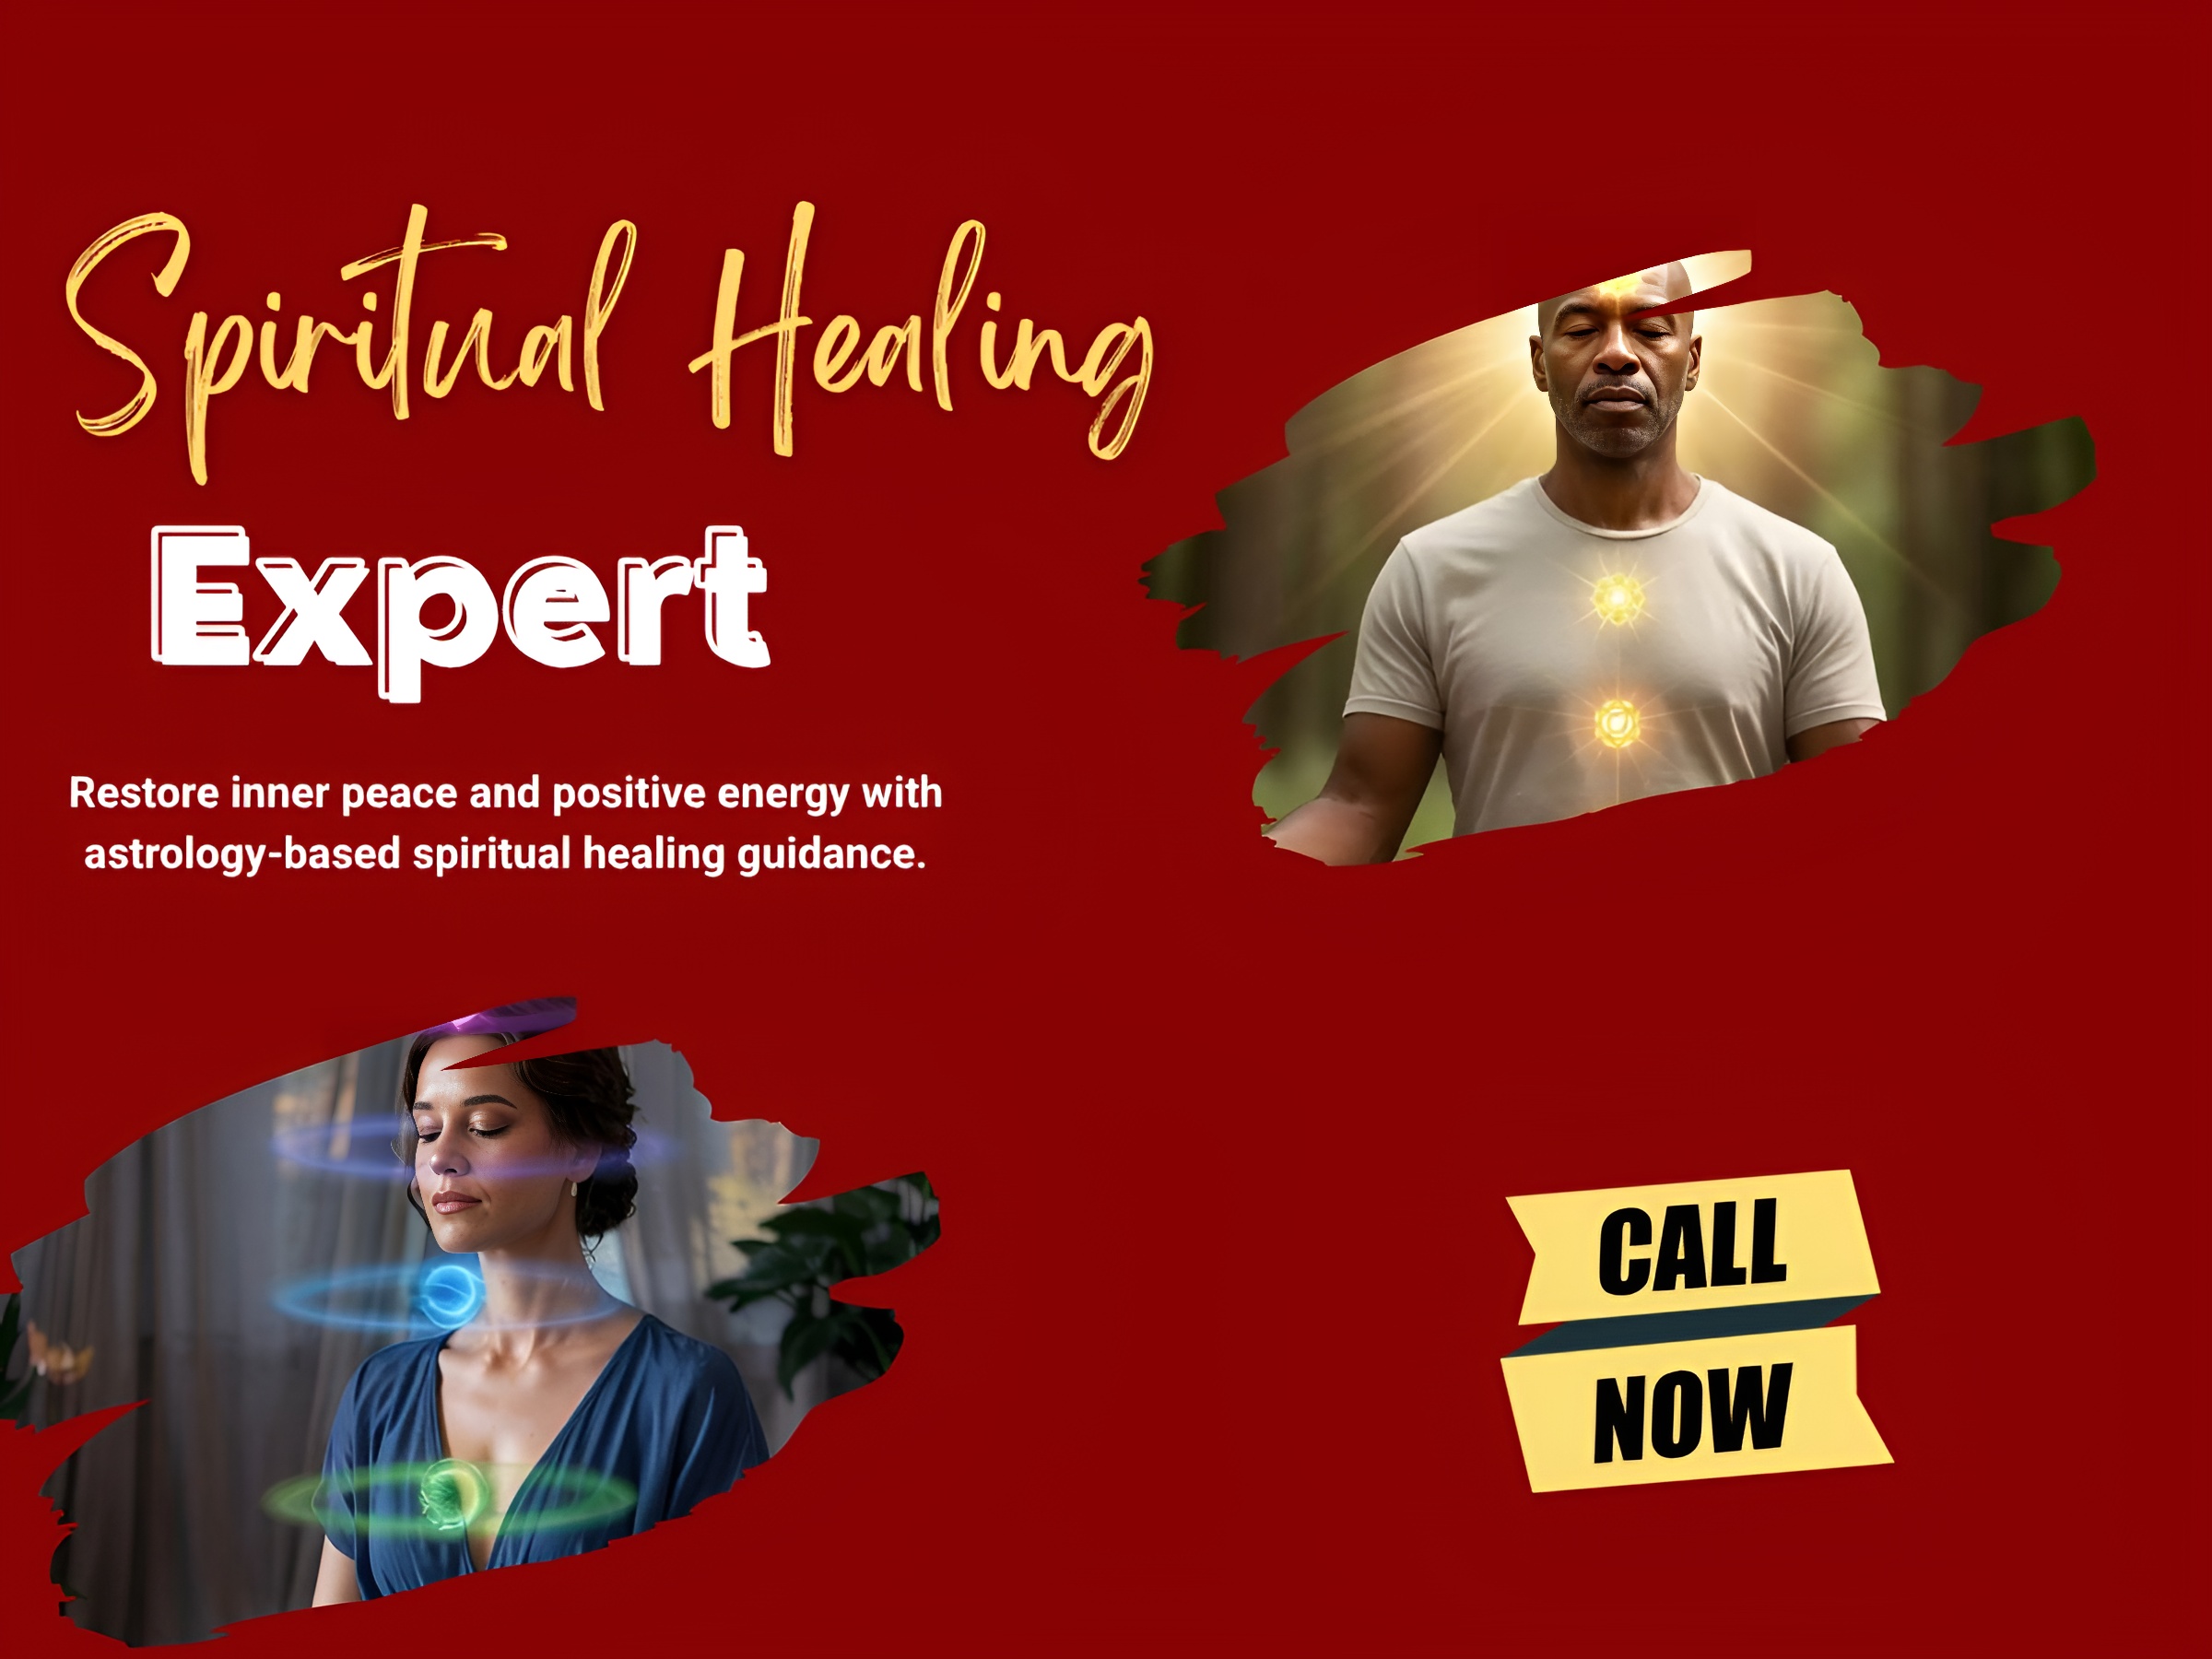 Spiritual Healing
Expert
Restore inner peace and positive energy with
astrology-based spiritual healing guidance.
CALL
NOW